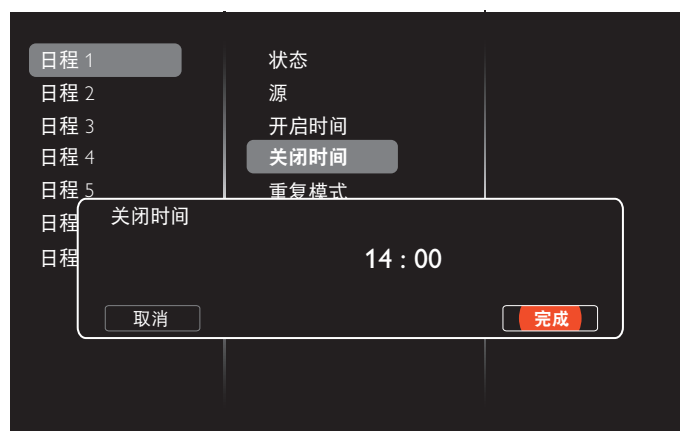 日程 1
日程 2
日程 3
日程 4
日程 5
日程
日程
状态
源
开启时间
关闭时间
重复模式
关闭时间
14 : 00
取消
完成